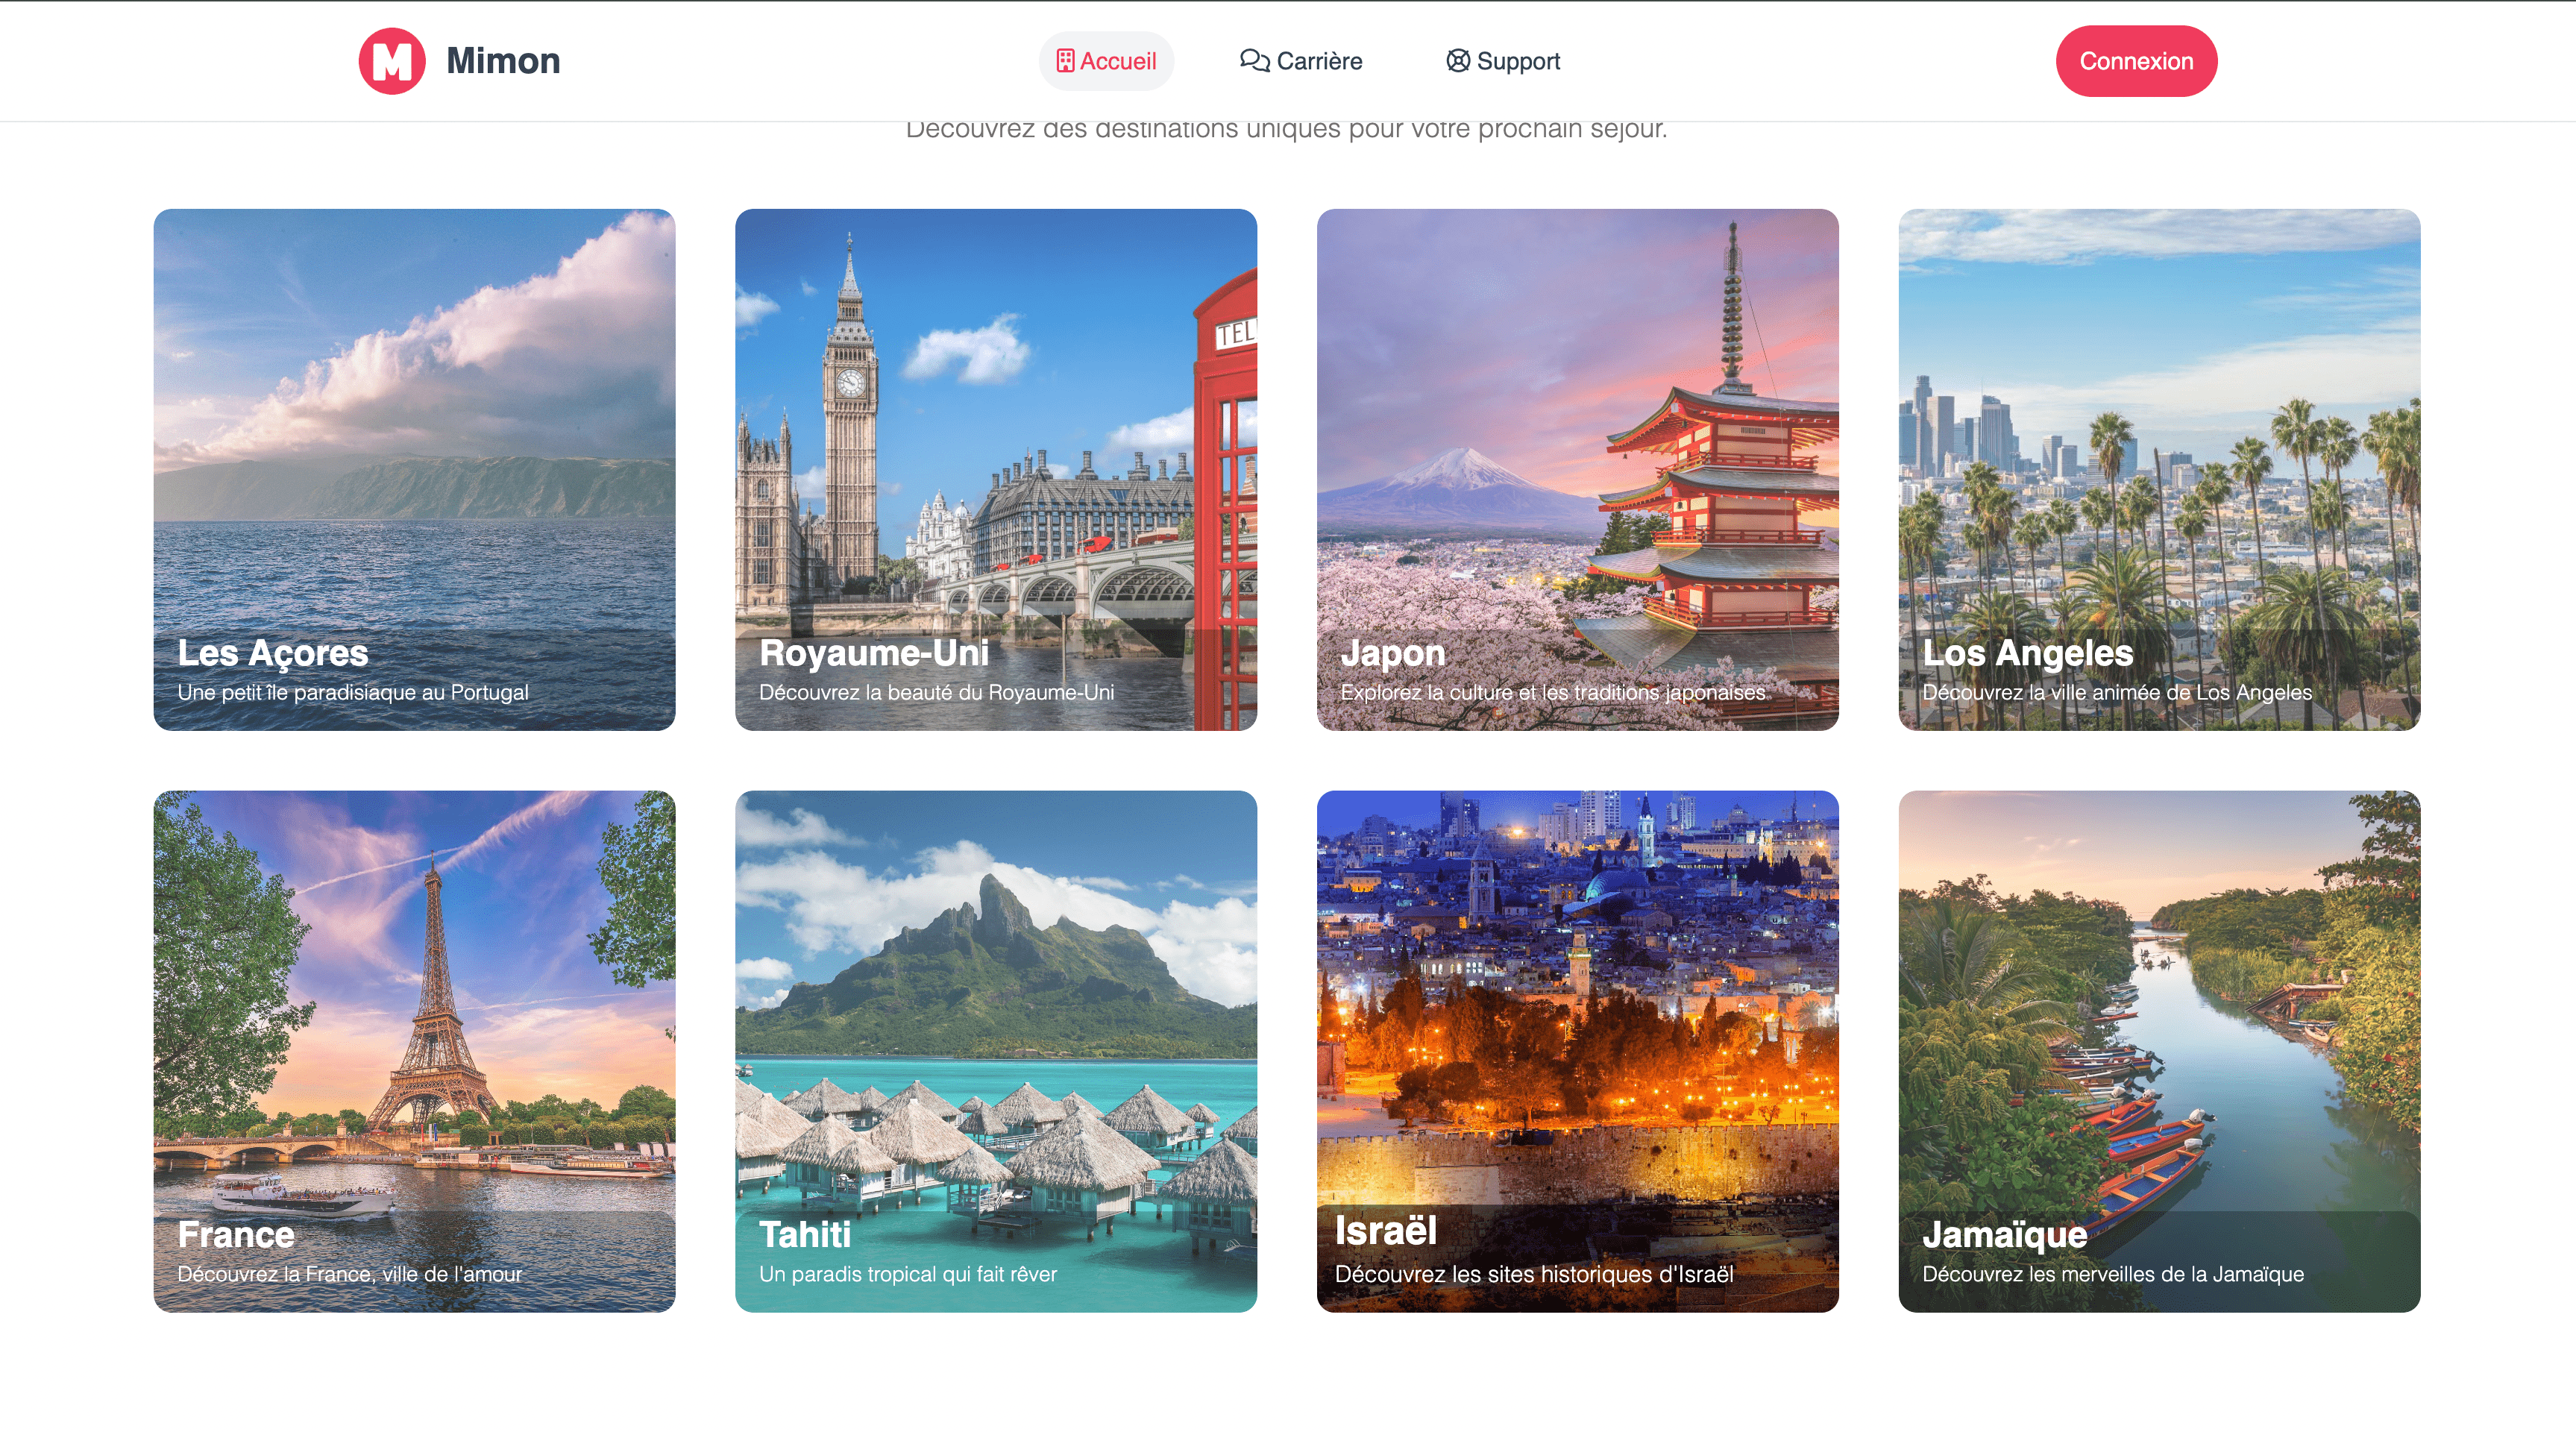 M Mimon
Accueil
Carrière
Support
Connexion
Découvrez des destinations uniques pour votre prochain séjour.
TEL
Les Açores
Une petit île paradisiaque au Portugal
Royaume-Uni
Découvrez la beauté du Royaume-Uni
Japon
Explorez la culture et les traditions japonaises
Los Angeles
Découvrez la ville animée de Los Angeles
France
Découvrez la France, ville de l'amour
Tahiti
Un paradis tropical qui fait rêver
Israël
Découvrez les sites historiques d'Israël
Jamaïque
Découvrez les merveilles de la Jamaïque